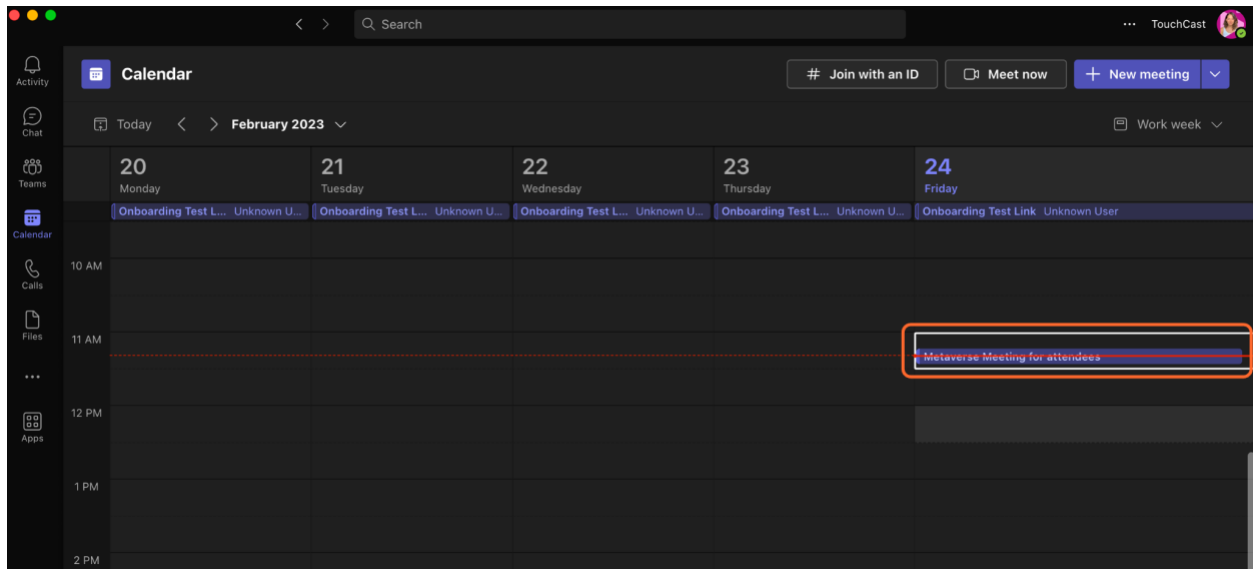 Search
TouchCast
Activity
Calendar
# Join with an ID
Meet now
+ New meeting
Chat
Today
February 2023
Work week
Teams
20
21
22
23
24
Monday
Tuesday
Wednesday
Thursday
Friday
Onboarding Test L... Unknown U...
Onboarding Test L... Unknown U...
Onboarding Test L... Unknown U...
Onboarding Test L... Unknown U...
Onboarding Test Link Unknown User
Calendar
10 AM
Calls
Files
11 AM
Metaverse Meeting for attendees
12 PM
Apps
1 PM
2 PM